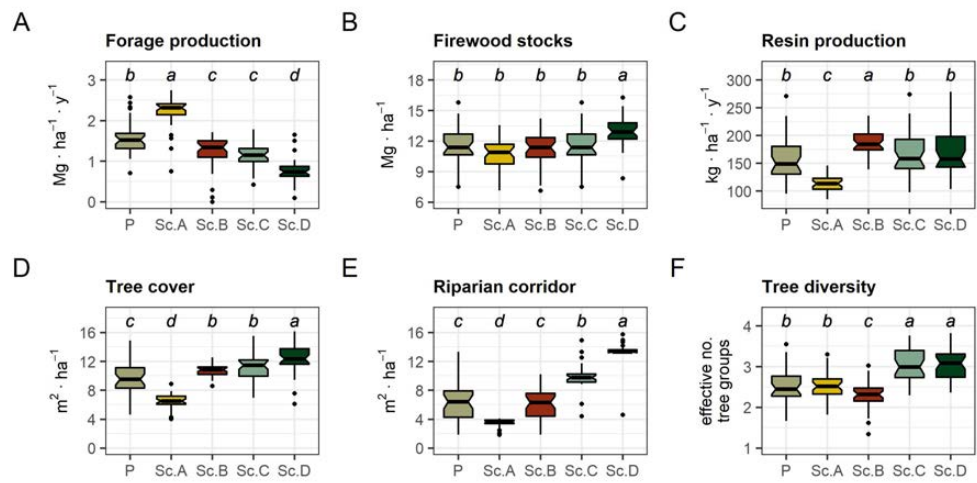 A
Forage production
b a c c d
3
2
1
0
Mg · ha⁻¹ · y⁻¹
P Sc.A Sc.B Sc.C Sc.D
B
Firewood stocks
b b b b a
18
15
12
9
6
Mg · ha⁻¹
P Sc.A Sc.B Sc.C Sc.D
C
Resin production
b c a b b
300
250
200
150
100
kg · ha⁻¹ · y⁻¹
P Sc.A Sc.B Sc.C Sc.D
D
Tree cover
c d b b a
16
12
8
4
0
m² · ha⁻¹
P Sc.A Sc.B Sc.C Sc.D
E
Riparian corridor
c d c b a
16
12
8
4
0
m² · ha⁻¹
P Sc.A Sc.B Sc.C Sc.D
F
Tree diversity
b b c a a
4
3
2
1
effective no.
tree groups
P Sc.A Sc.B Sc.C Sc.D